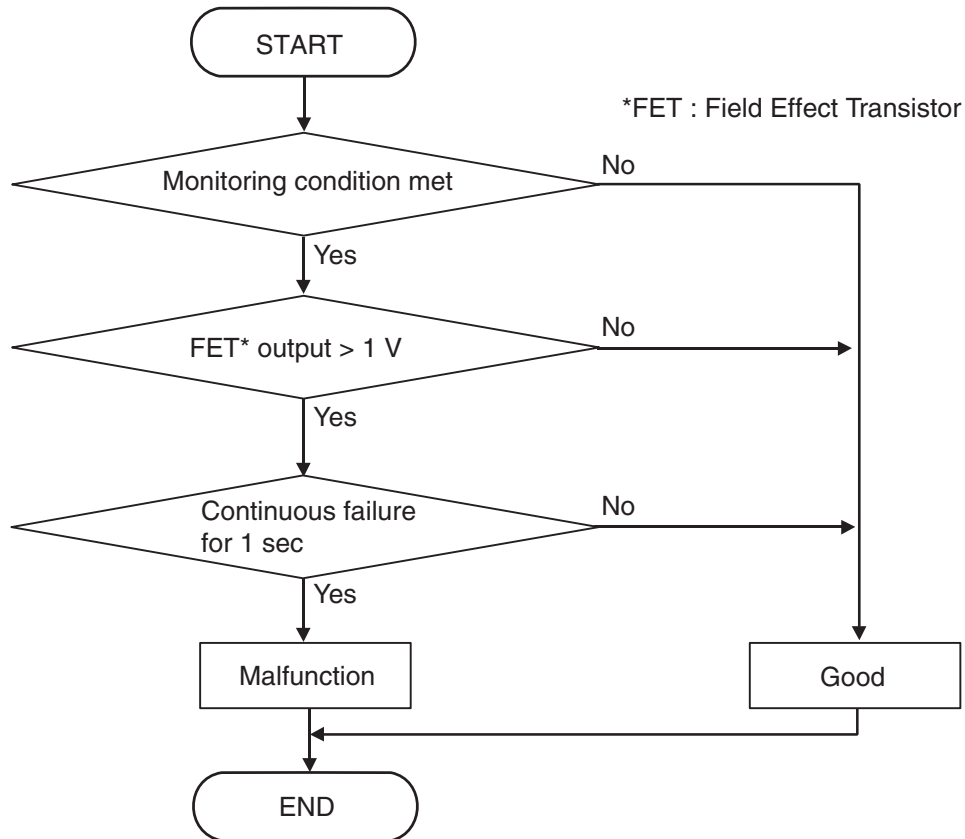 START
*FET : Field Effect Transistor
Monitoring condition met
No
Yes
FET* output > 1 V
No
Yes
Continuous failure
for 1 sec
No
Yes
Malfunction
Good
END